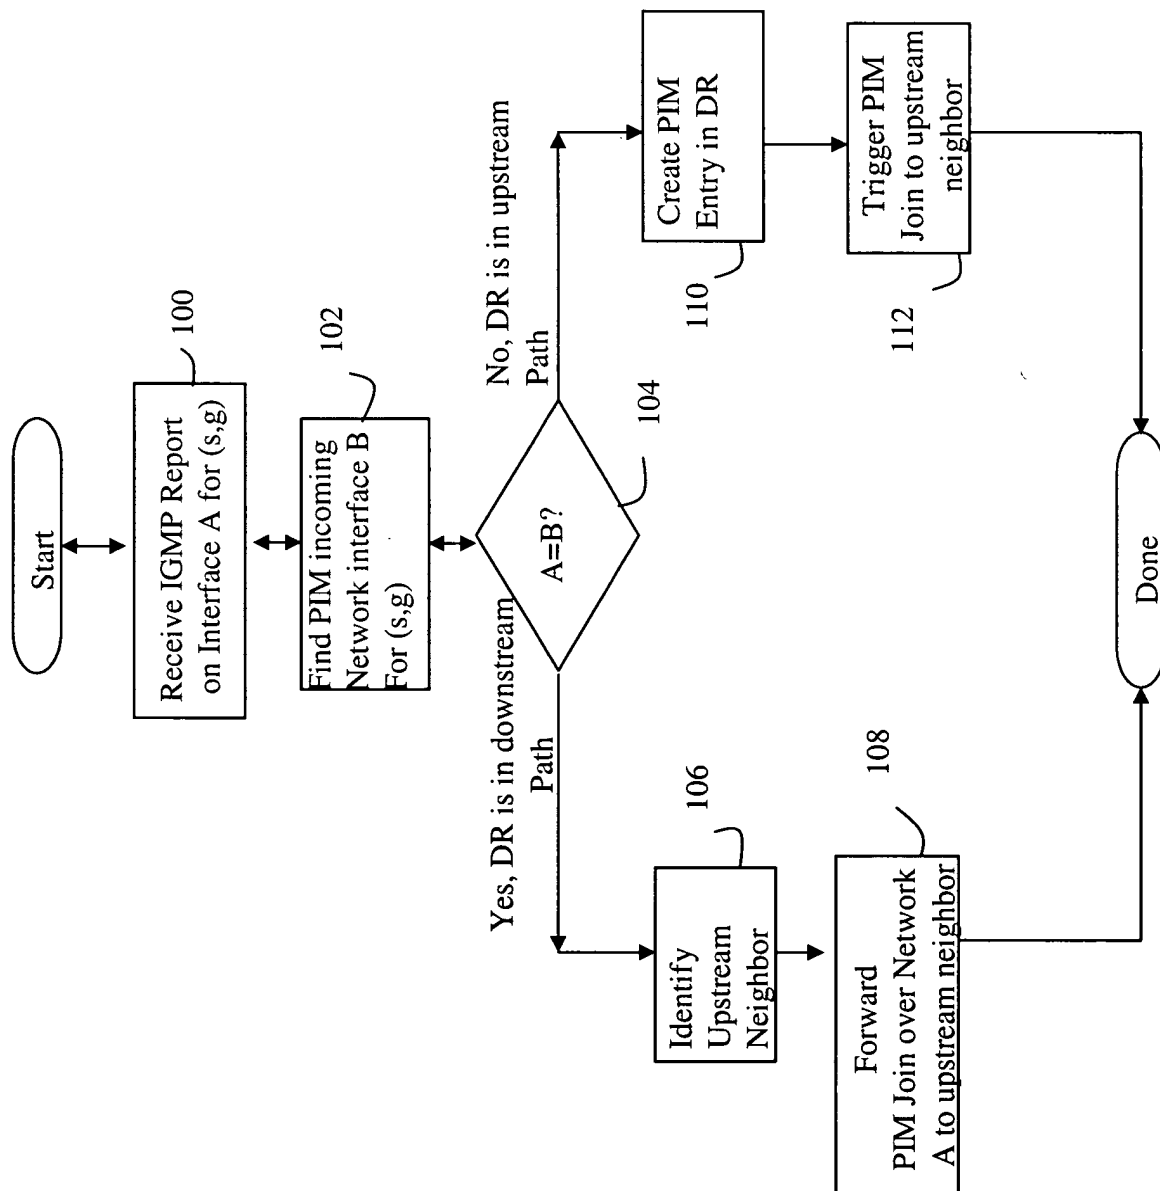 Start
100
Receive IGMP Report
on Interface A for (s,g)
102
Find PIM incoming
Network interface B
For (s,g)
A=B?
104
Yes, DR is in downstream
Path
No, DR is in upstream
Path
106
Identify
Upstream
Neighbor
108
Forward
PIM Join over Network
A to upstream neighbor
110
Create PIM
Entry in DR
112
Trigger PIM
Join to upstream
neighbor
Done